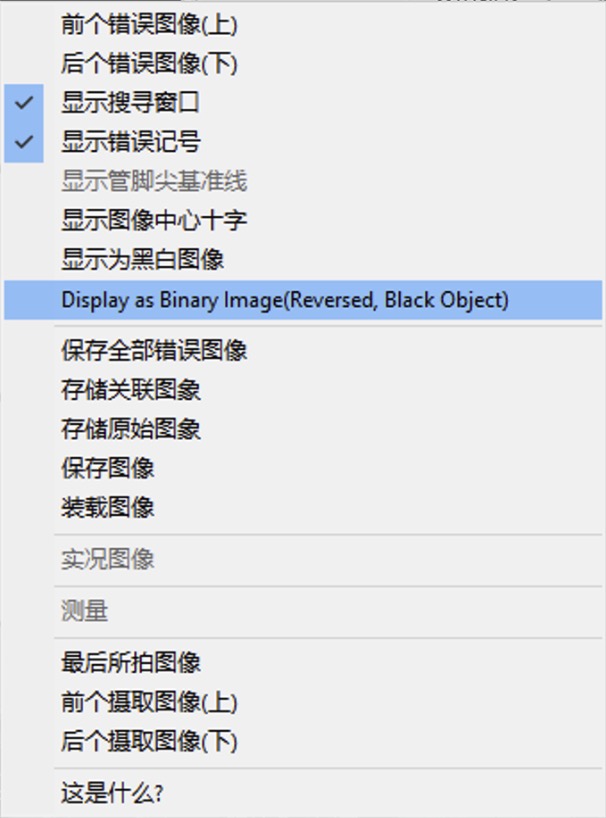 前个错误图像(上)
后个错误图像(下)
显示搜寻窗口
显示错误记号
显示管脚尖基准线
显示图像中心十字
显示为黑白图像
Display as Binary Image(Reversed, Black Object)
保存全部错误图像
存储关联图象
存储原始图象
保存图像
装载图像
实况图像
测量
最后所拍图像
前个摄取图像(上)
后个摄取图像(下)
这是什么?